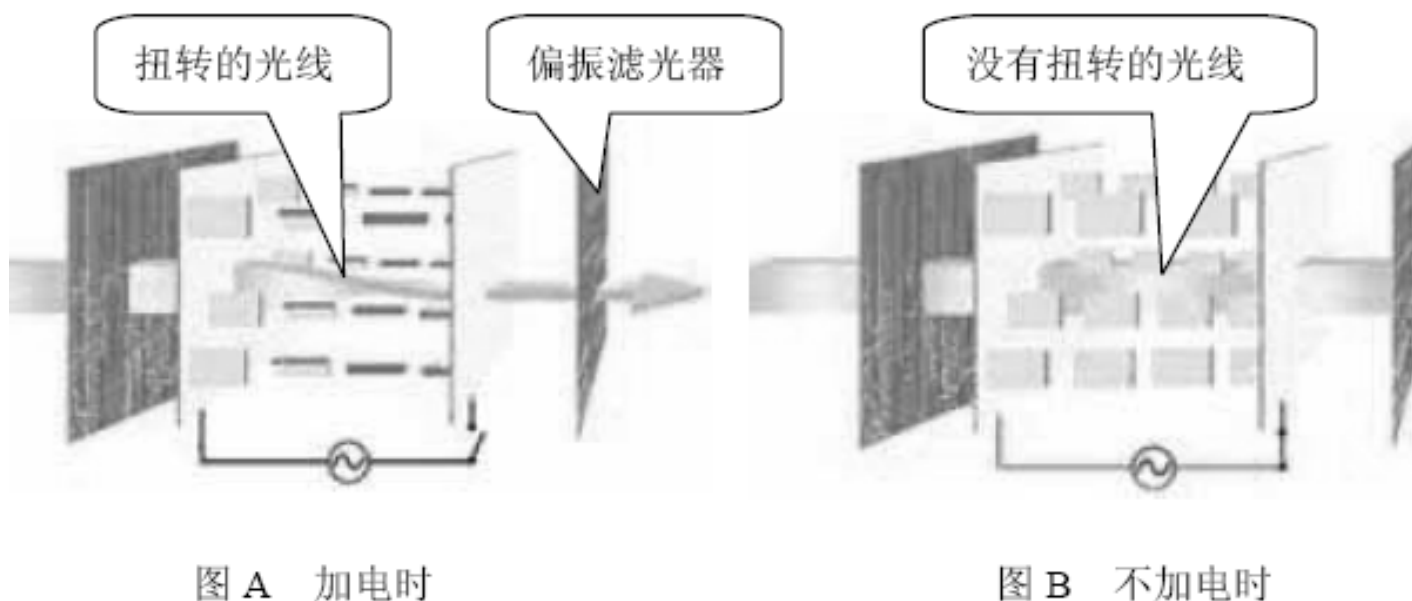 扭转的光线
偏振滤光器
没有扭转的光线
图 A 加电时
图 B 不加电时